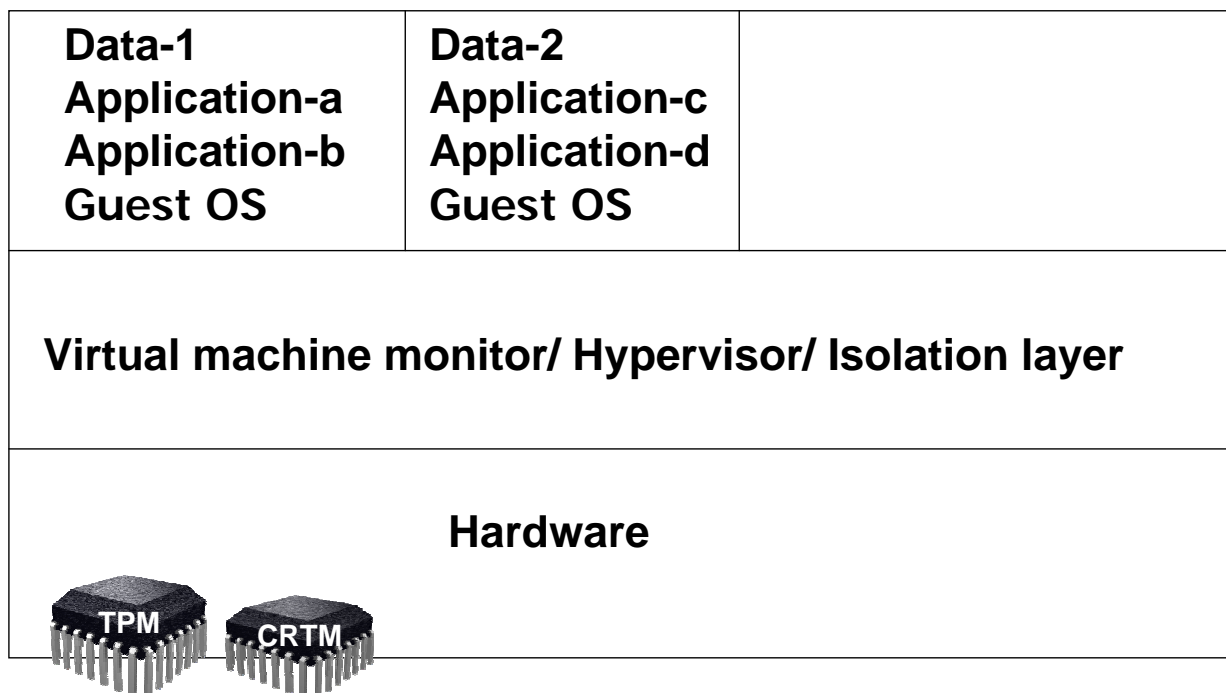 Data-1
Application-a
Application-b
Guest OS
Data-2
Application-c
Application-d
Guest OS
Virtual machine monitor/ Hypervisor/ Isolation layer
Hardware
TPM
CRTM